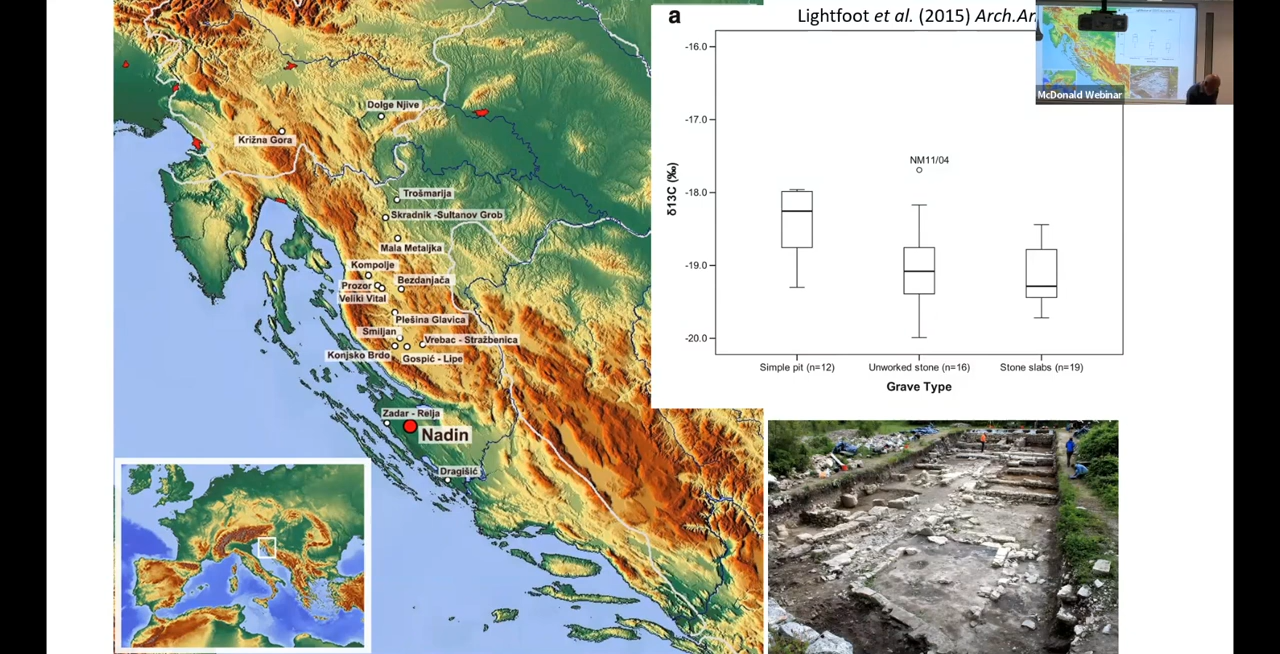 Dolge Njive
Križna Gora
Trošmarija
Skradnik -Sultanov Grob
Mala Metaljka
Kompolje
Bezdanjača
Prozor
Veliki Vital
Plešina Glavica
Smiljan
Vrebac - Stražbenica
Konjsko Brdo
Gospić - Lipe
Zadar - Relja
Nadin
Dragišić
a
Lightfoot et al. (2015) Arch.An
McDonald Webinar
-16.0
-17.0
-18.0
-19.0
-20.0
δ13C (‰)
NM11/04
Simple pit (n=12)
Unworked stone (n=16)
Stone slabs (n=19)
Grave Type